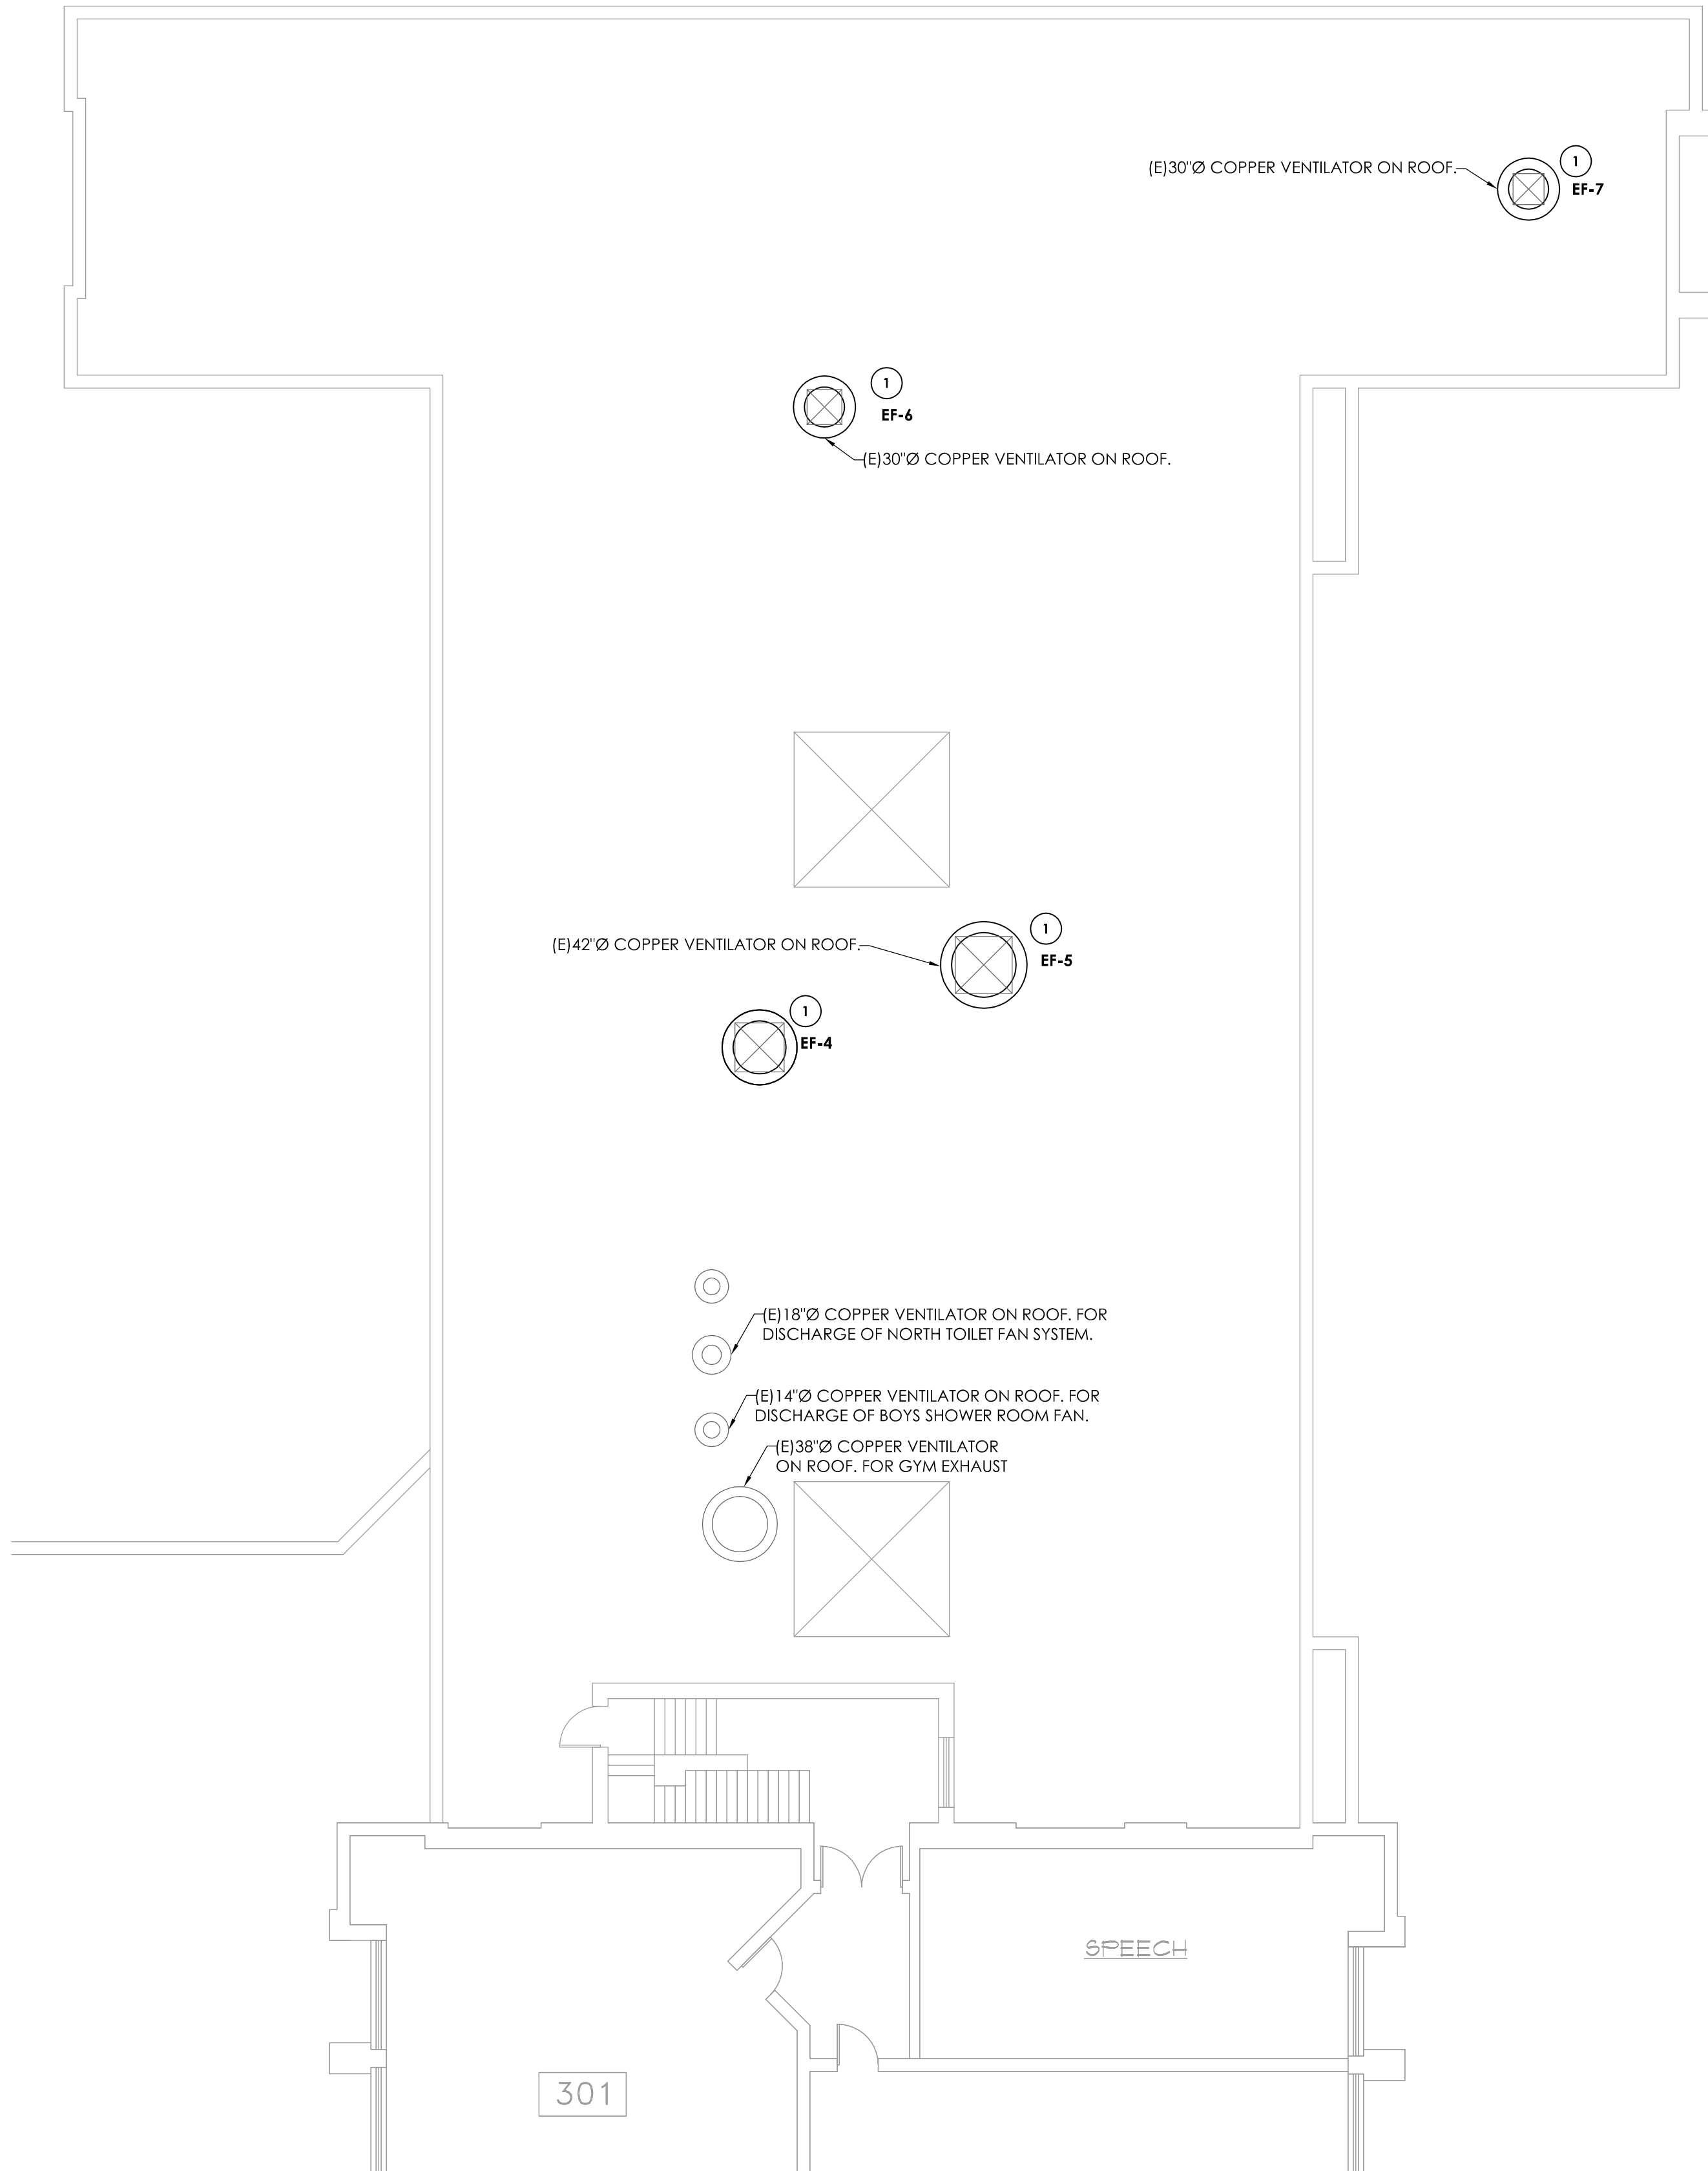 (E)30"Ø COPPER VENTILATOR ON ROOF.
1
EF-7
1
EF-6
(E)30"Ø COPPER VENTILATOR ON ROOF.
(E)42"Ø COPPER VENTILATOR ON ROOF.
1
EF-5
1
EF-4
(E)18"Ø COPPER VENTILATOR ON ROOF. FOR
DISCHARGE OF NORTH TOILET FAN SYSTEM.
(E)14"Ø COPPER VENTILATOR ON ROOF. FOR
DISCHARGE OF BOYS SHOWER ROOM FAN.
(E)38"Ø COPPER VENTILATOR
ON ROOF. FOR GYM EXHAUST
SPEECH
301